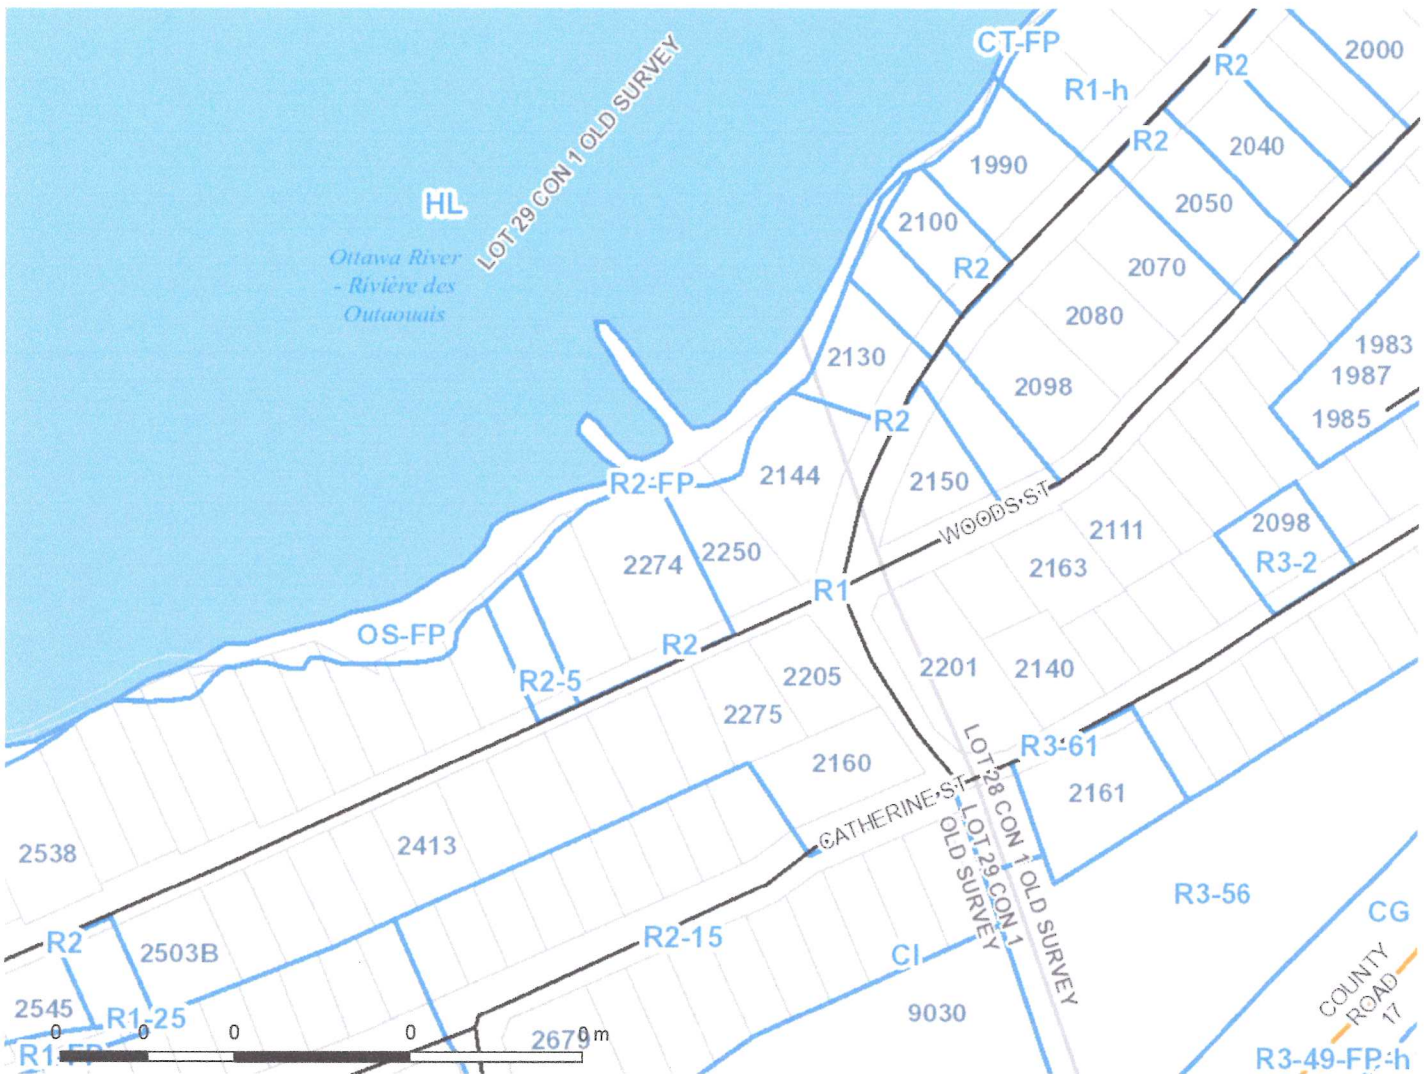 CT-FP
R2
2000
R1-h
LOT 29 CON 1 OLD SURVEY
R2
2040
1990
HL
2050
2100
Ottawa River
- Rivière des
Outaouais
R2
2070
2080
2130
1983
1987
2098
1985
R2
2144
R2-FP
2150
WOODS ST
2098
2111
R3-2
2250
2274
2163
R1
OS-FP
R2
2205
2201
2140
R2-5
2275
R3-61
2160
2161
CATHERINE ST
LOT 28 CON 1 OLD SURVEY
LOT 29 CON 1
OLD SURVEY
2413
2538
R3-56
CG
R2
2503B
R2-15
CI
COUNTY
ROAD
17
2545
R1-25
9030
0 0 0 0 0 m
2679
R1-FP
R3-49-FP-h